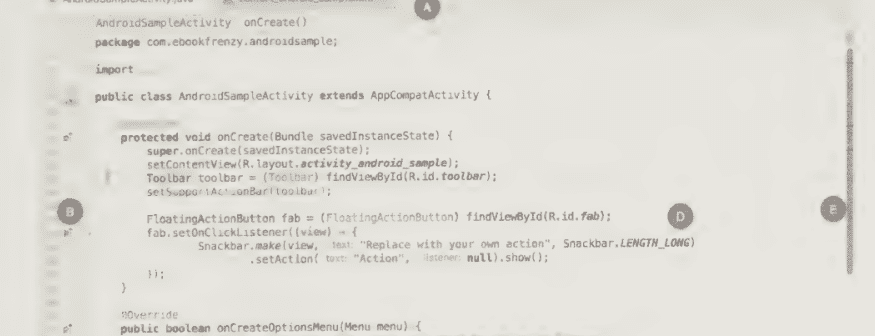 A
AndroidSampleActivity onCreate()
package com.ebookfrenzy.androidsample;
import
public class AndroidSampleActivity extends AppCompatActivity {
protected void onCreate(Bundle savedInstanceState) {
super.onCreate(savedInstanceState);
setContentView(R.layout.activity_android_sample);
Toolbar toolbar = (Toolbar) findViewById(R.id.toolbar);
setSupportActionBar(toolbar);
B
FloatingActionButton fab = (FloatingActionButton) findViewById(R.id.fab); D E
fab.setOnClickListener((view) → {
Snackbar.make(view, text: "Replace with your own action", Snackbar.LENGTH_LONG)
.setAction( text: "Action", listener: null).show();
});
}
@Override
public boolean onCreateOptionsMenu(Menu menu) {